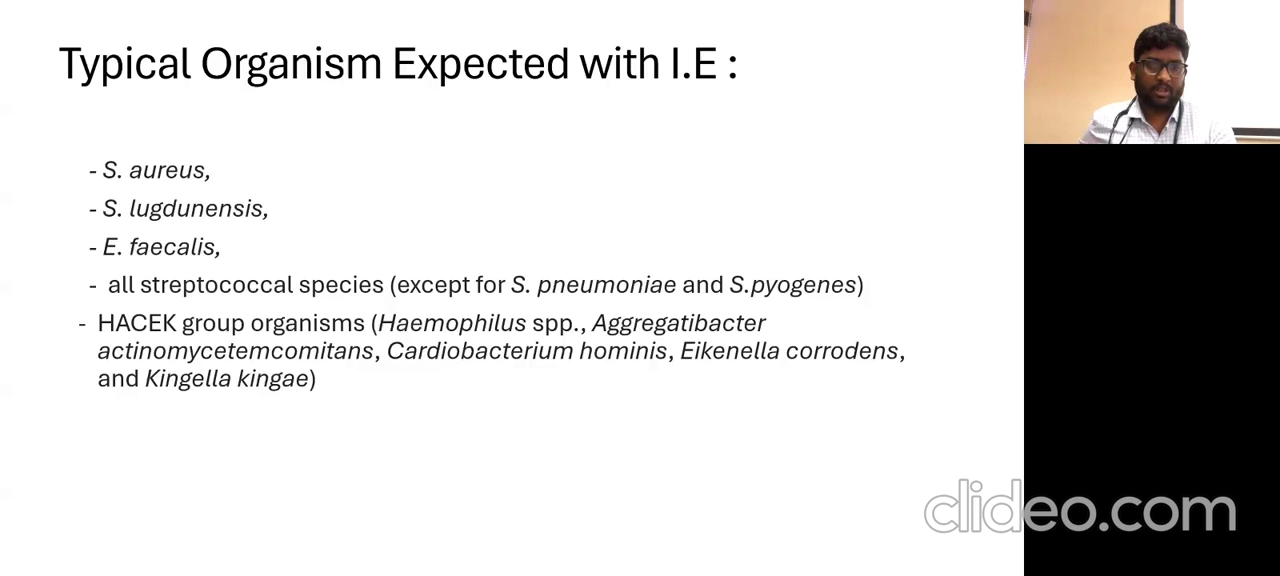 Typical Organism Expected with I.E :
- S. aureus,
- S. lugdunensis,
- E. faecalis,
- all streptococcal species (except for S. pneumoniae and S.pyogenes)
- HACEK group organisms (Haemophilus spp., Aggregatibacter
actinomycetemcomitans, Cardiobacterium hominis, Eikenella corrodens,
and Kingella kingae)
clideo.com